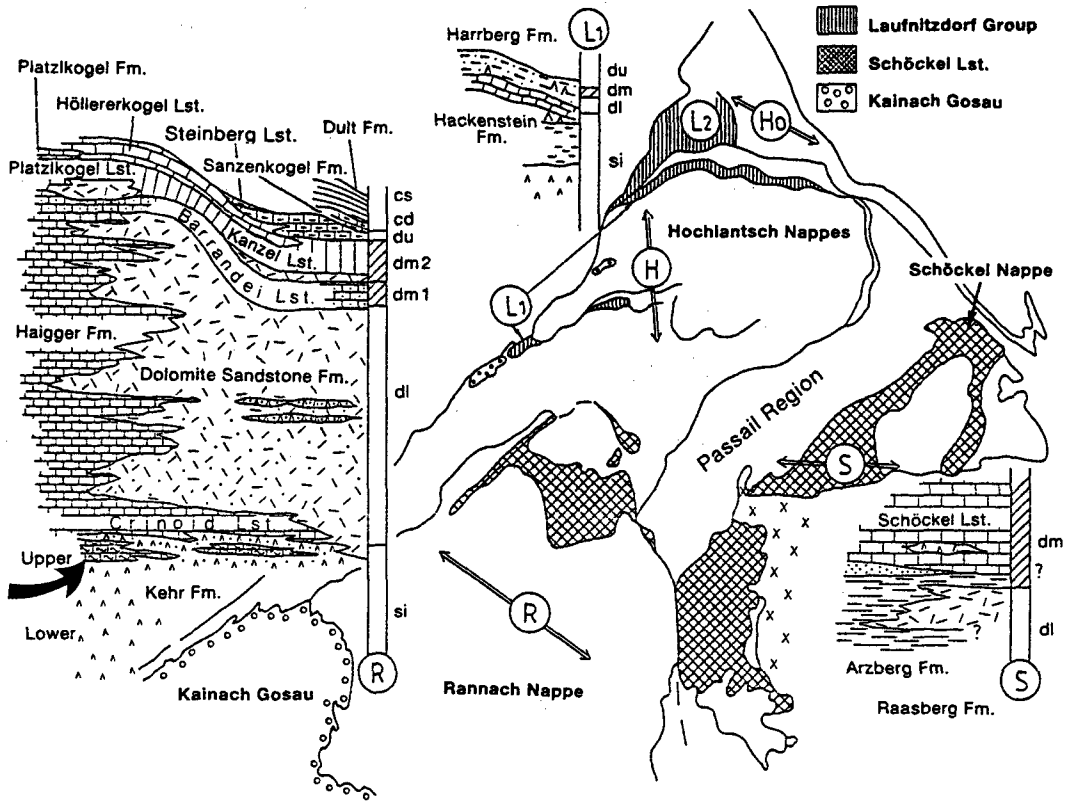 Platzlkogel Fm.
Höllererkogel Lst.
Steinberg Lst.
Dult Fm.
Platzlkogel Lst.
Sanzenkogel Fm.
Kanzel Lst.
Barrandei Lst.
Haigger Fm.
Dolomite Sandstone Fm.
Crinoid Lst.
Upper
Kehr Fm.
Lower
cs
cd
du
dm2
dm1
dl
si
R
Kainach Gosau
Harrberg Fm.
L1
du
dm
dl
Hackenstein
Fm.
si
L2
Ho
Hochlantsch Nappes
H
L1
Schöckel Nappe
Passail Region
S
R
Rannach Nappe
x x x x x x x x x x x x x x
Schöckel Lst.
dm
?
?
dl
Arzberg Fm.
S
Raasberg Fm.
Laufnitzdorf Group
Schöckel Lst.
Kainach Gosau